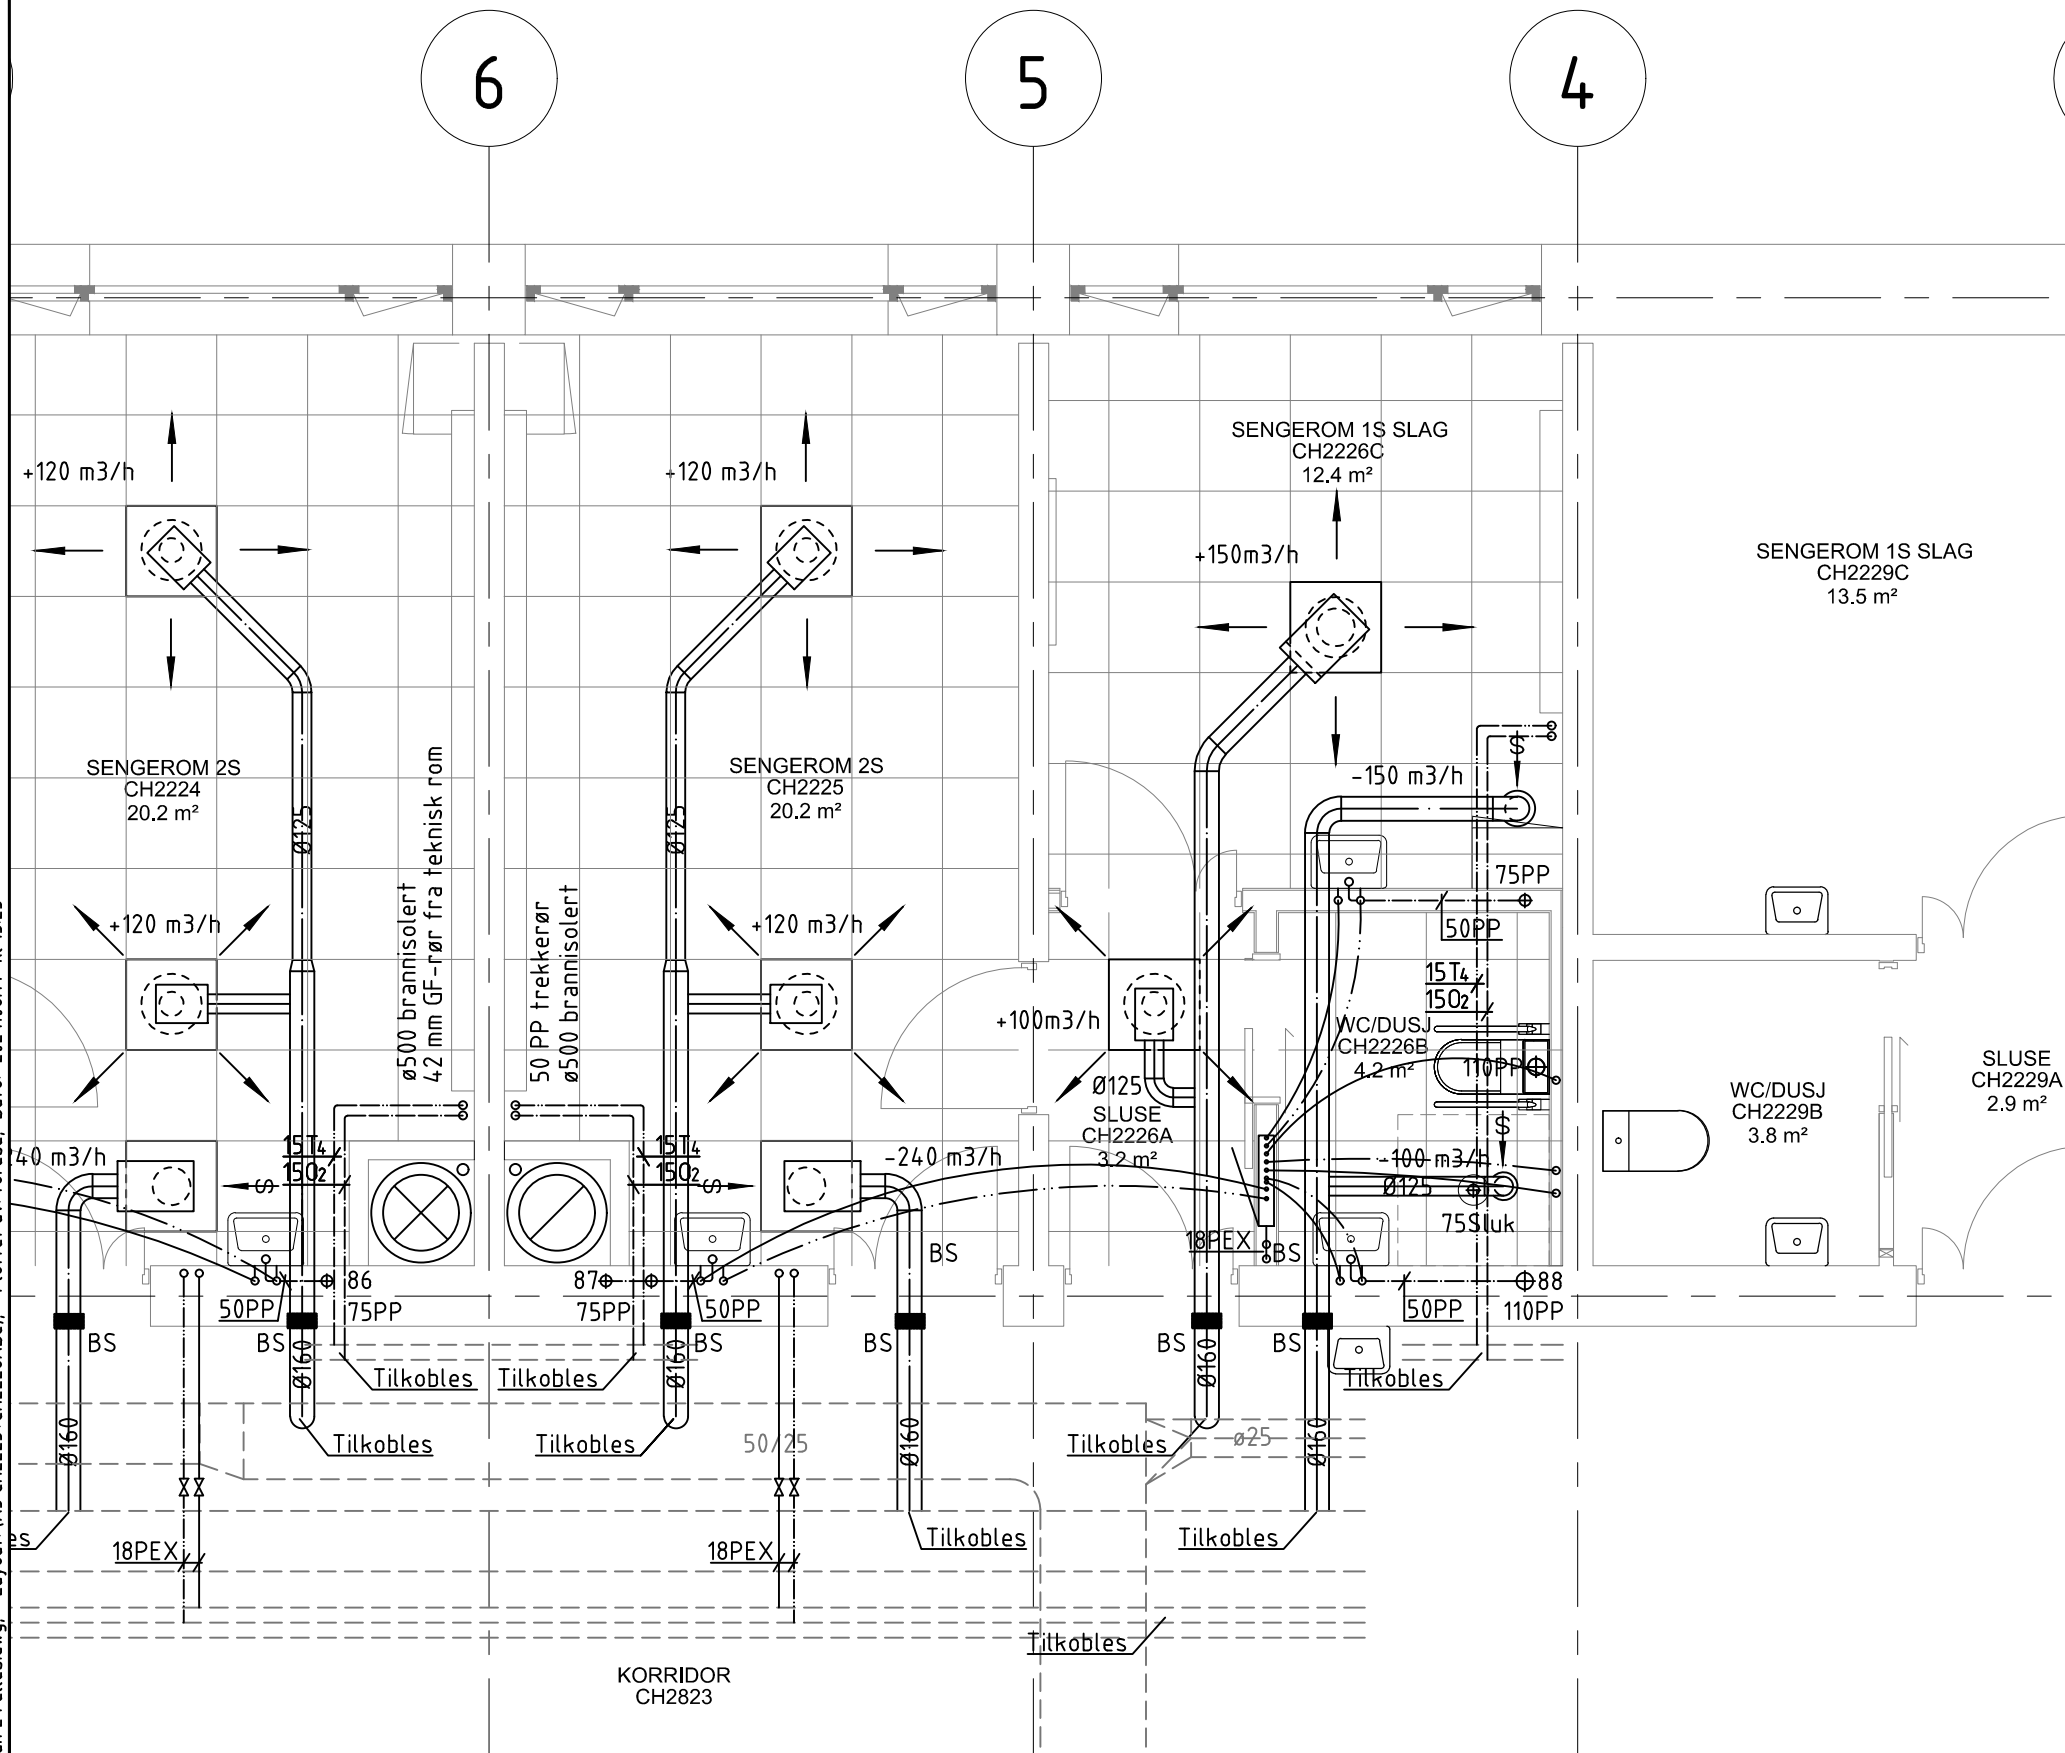 6
5
4
SENGEROM 1S SLAG
CH2226C
12.4 m²
+120 m3/h
+120 m3/h
+150m3/h
SENGEROM 1S SLAG
CH2229C
13.5 m²
SENGEROM 2S
CH2224
20.2 m²
Ø125
ø500 brannisolert
42 mm GF-rør fra teknisk rom
50 PP trekkerør
ø500 brannisolert
Ø125
SENGEROM 2S
CH2225
20.2 m²
S
-150 m3/h
75PP
50PP
+120 m3/h
+120 m3/h
+100m3/h
15T4
15O2
WC/DUSJ
CH2226B
4.2 m²
110PP
Ø125
SLUSE
CH2226A
3.2 m²
SLUSE
CH2229A
2.9 m²
WC/DUSJ
CH2229B
3.8 m²
40 m3/h
S
15T4
15O2
15T4
15O2
S
-240 m3/h
-100 m3/h
S
Ø125
75Sluk
18PEX
BS
BS
86
75PP
50PP
87
75PP
50PP
50PP
88
110PP
BS
BS
BS
BS
BS
BS
Ø160
Ø160
Ø160
Tilkobles
Tilkobles
Tilkobles
Ø160
Tilkobles
Tilkobles
50/25
Ø160
Tilkobles
ø25
Ø160
es
18PEX
18PEX
Tilkobles
Tilkobles
Tilkobles
KORRIDOR
CH2823